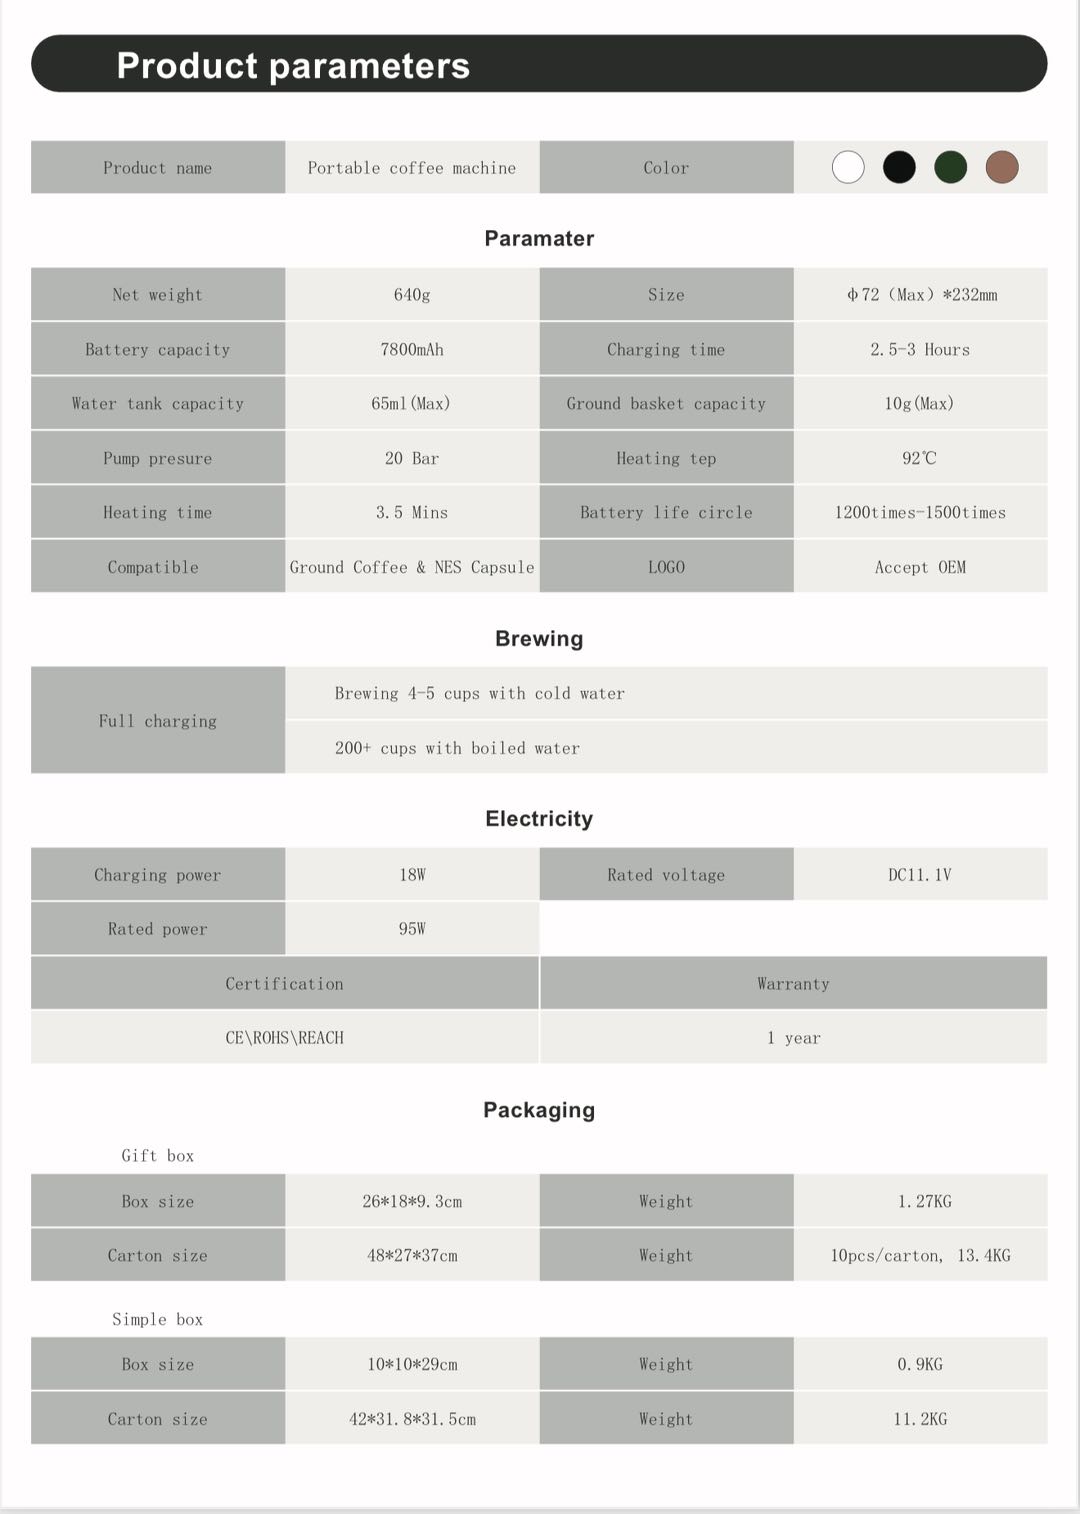 Product parameters
Product name Portable coffee machine Color
Paramater
Net weight 640g Size φ72（Max）*232mm
Battery capacity 7800mAh Charging time 2.5-3 Hours
Water tank capacity 65ml(Max) Ground basket capacity 10g(Max)
Pump presure 20 Bar Heating tep 92℃
Heating time 3.5 Mins Battery life circle 1200times-1500times
Compatible Ground Coffee & NES Capsule LOGO Accept OEM
Brewing
Full charging
Brewing 4-5 cups with cold water
200+ cups with boiled water
Electricity
Charging power 18W Rated voltage DC11.1V
Rated power 95W
Certification Warranty
CE\ROHS\REACH 1 year
Packaging
Gift box
Box size 26*18*9.3cm Weight 1.27KG
Carton size 48*27*37cm Weight 10pcs/carton, 13.4KG
Simple box
Box size 10*10*29cm Weight 0.9KG
Carton size 42*31.8*31.5cm Weight 11.2KG